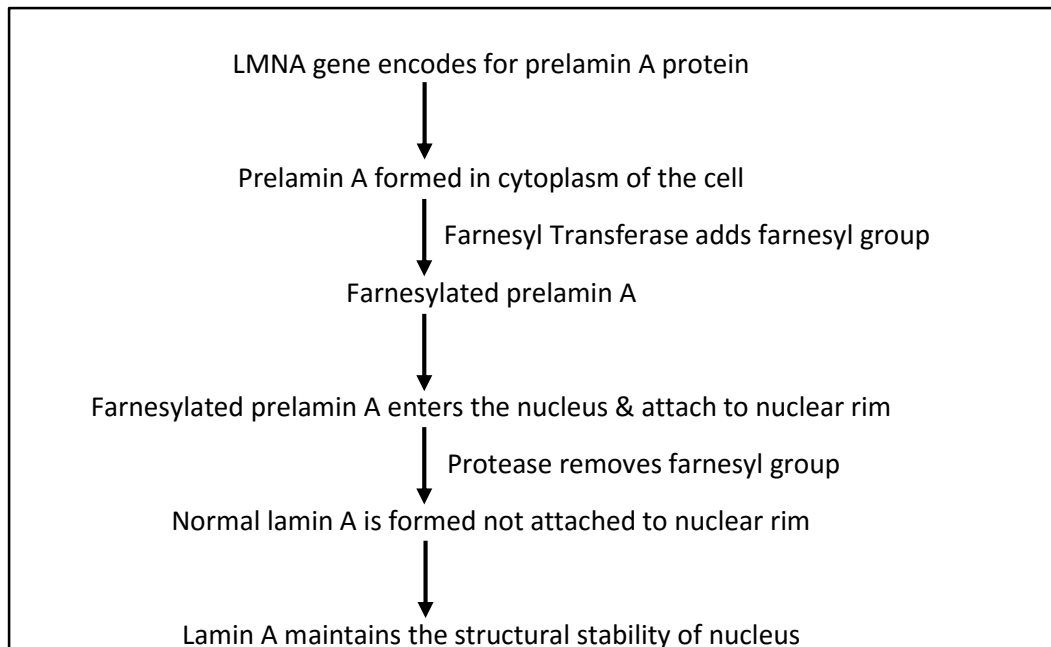 LMNA gene encodes for prelamin A protein
Prelamin A formed in cytoplasm of the cell
Farnesyl Transferase adds farnesyl group
Farnesylated prelamin A
Farnesylated prelamin A enters the nucleus & attach to nuclear rim
Protease removes farnesyl group
Normal lamin A is formed not attached to nuclear rim
Lamin A maintains the structural stability of nucleus